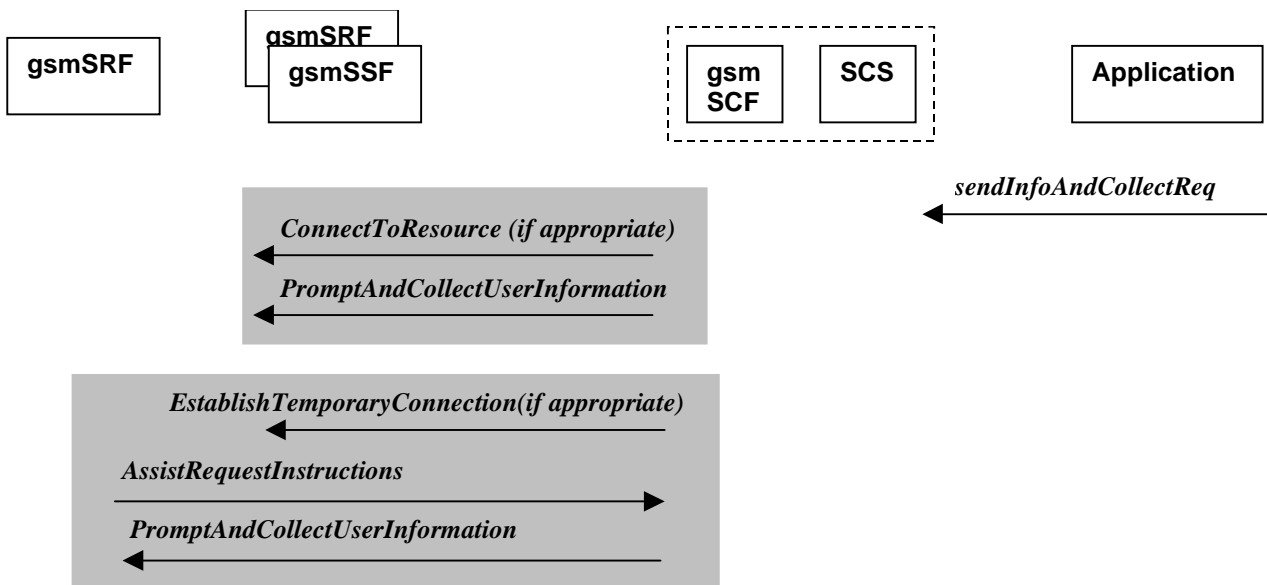 gsmSRF
gsmSRF
gsmSSF
gsm
SCF
SCS
Application
sendInfoAndCollectReq
ConnectToResource (if appropriate)
PromptAndCollectUserInformation
EstablishTemporaryConnection(if appropriate)
AssistRequestInstructions
PromptAndCollectUserInformation